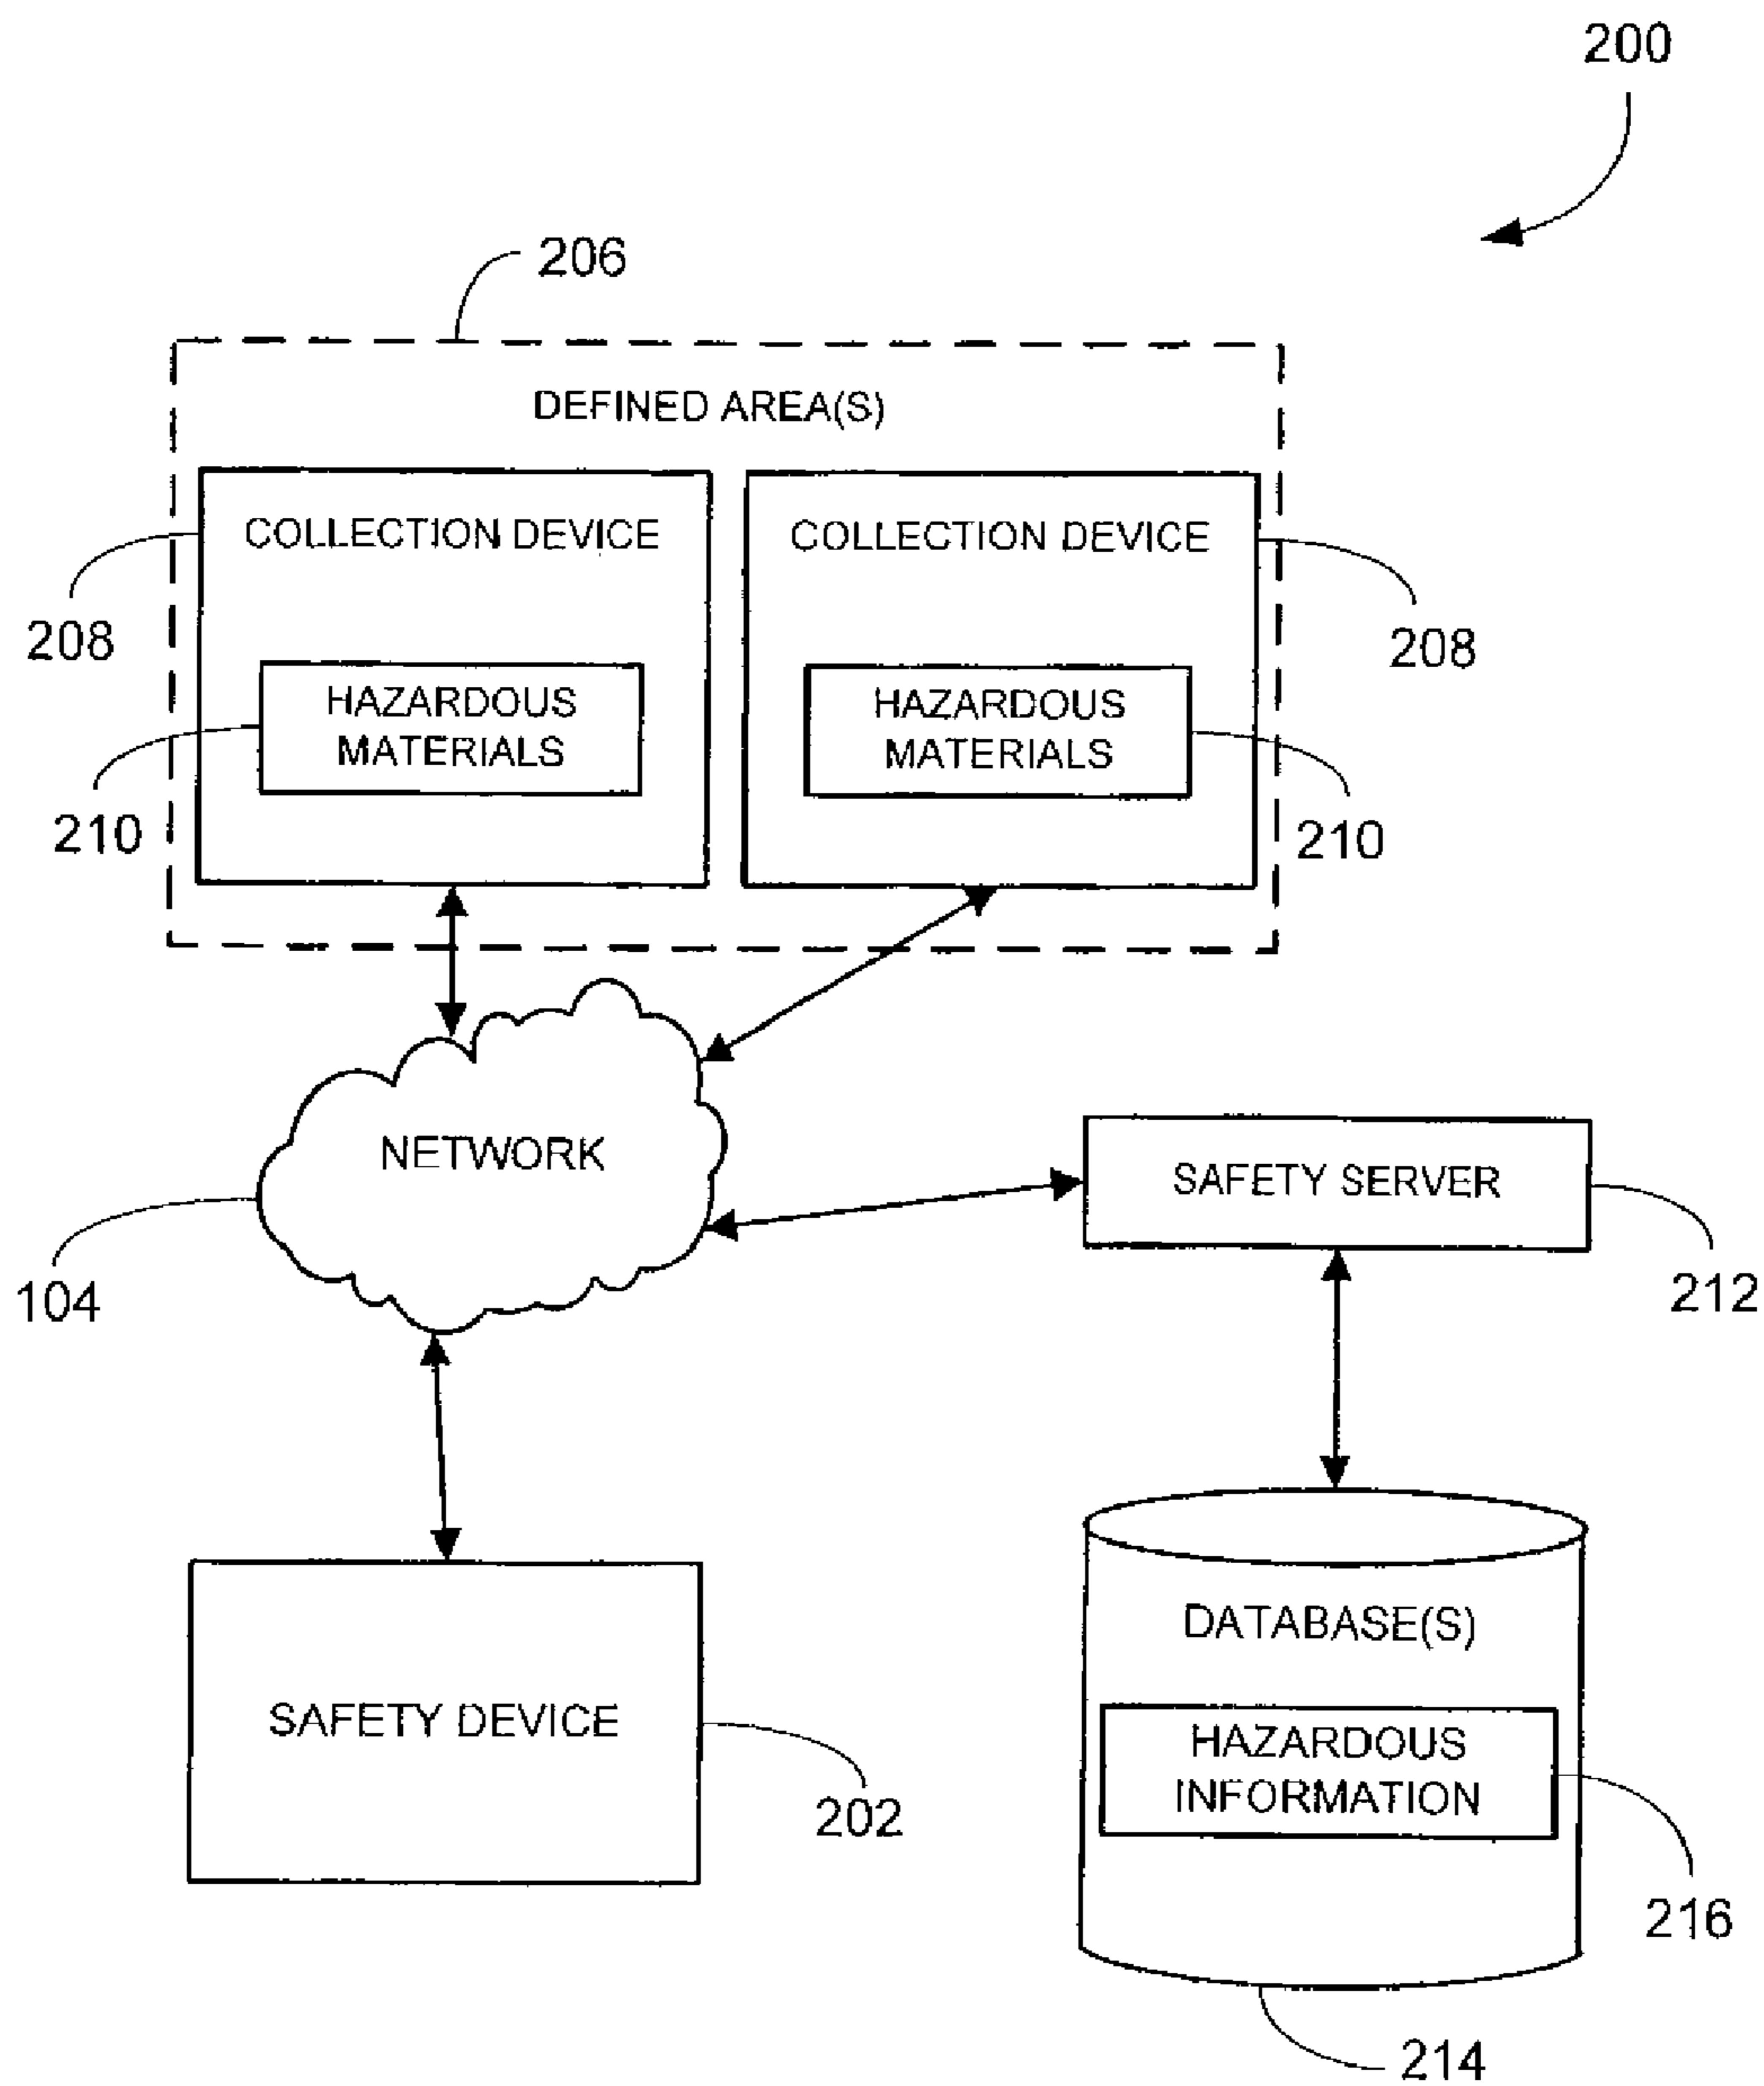 200
206
DEFINED AREA(S)
COLLECTION DEVICE
COLLECTION DEVICE
208
208
HAZARDOUS
MATERIALS
HAZARDOUS
MATERIALS
210
210
NETWORK
SAFETY SERVER
104
212
DATABASE(S)
SAFETY DEVICE
HAZARDOUS
INFORMATION
202
216
214